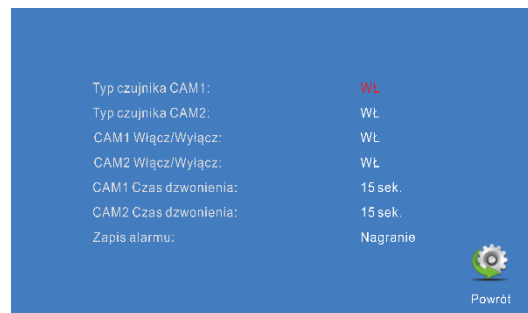 Typ czujnika CAM1: WŁ
Typ czujnika CAM2: WŁ
CAM1 Włącz/Wyłącz: WŁ
CAM2 Włącz/Wyłącz: WŁ
CAM1 Czas dzwonienia: 15 sek.
CAM2 Czas dzwonienia: 15 sek.
Zapis alarmu: Nagranie
Powrót